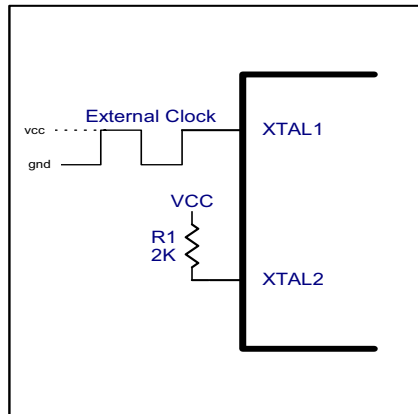 External Clock
vcc
XTAL1
gnd
VCC
R1
2K
XTAL2